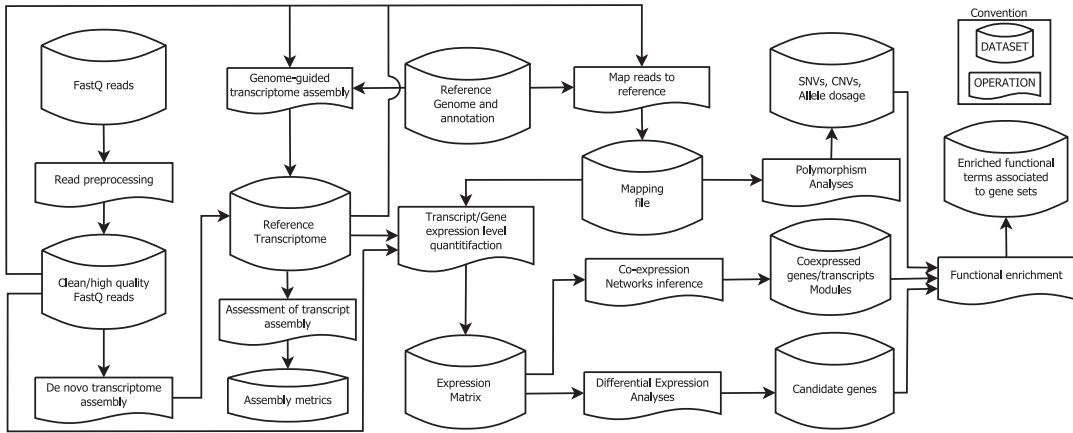 FastQ reads
Read preprocessing
Clean/high quality
FastQ reads
De novo transcriptome
assembly
Genome-guided
transcriptome assembly
Reference
Transcriptome
Assessment of transcript
assembly
Assembly metrics
Reference
Genome and
annotation
Transcript/Gene
expression level
quantitifaction
Expression
Matrix
Map reads to
reference
Mapping
file
Co-expression
Networks inference
Differential Expression
Analyses
SNVs, CNVs,
Allele dosage
Polymorphism
Analyses
Coexpressed
genes/transcripts
Modules
Candidate genes
Convention
DATASET
OPERATION
Enriched functional
terms associated
to gene sets
Functional enrichment